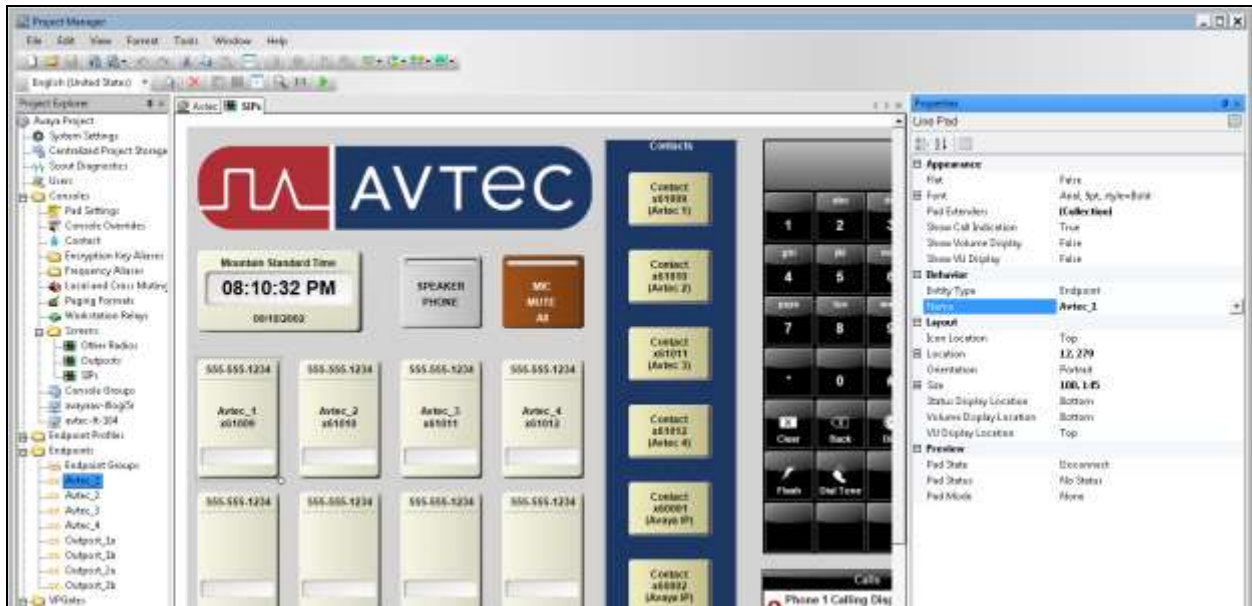 Project Manager
File Edit View Format Tools Window Help
English (United States)
Project Explorer
Avaya Project
System Settings
Centralized Project Storage
Scout Diagnostics
Users
Consoles
Pad Settings
Console Overrides
Contact
Encryption Key Aliases
Frequency Aliases
Local and Cross Muting
Paging Formats
Workstation Relays
Screens
Other Radios
Outports
SIPs
Console Groups
Endpoint Profiles
Endpoints
Endpoint Groups
Avtec_1
Avtec_2
Avtec_3
Avtec_4
Outport_1a
Outport_1b
Outport_2a
Outport_2b
VPGates
Avtec SIPs
AVTEC
Mountain Standard Time
08:10:32 PM
SPEAKER
PHONE
MIC
MUTE
All
555-555-1234 555-555-1234 555-555-1234 555-555-1234
Avtec_1 Avtec_2 Avtec_3 Avtec_4
x61009 x61010 x61011 x61012
555-555-1234 555-555-1234 555-555-1234 555-555-1234
Contacts
Contact
x61009
(Avtec 1)
Contact
x61010
(Avtec 2)
Contact
x61011
(Avtec 3)
Contact
x61012
(Avtec 4)
Contact
x60001
(Avaya IP)
Contact
x60002
(Avaya IP)
1 2
4 5
7 8
* 0
Clear Back
Flash Dial Tone
Calls
Phone 1 Calling Disp
Properties
Line Pad
Appearance
Flat False
Font Arial, 9pt, style=Bold
Pad Extenders (Collection)
Show Call Indication True
Show Volume Display False
Show VU Display False
Behavior
Entity Type Endpoint
Name Avtec_1
Layout
Icon Location Top
Location 12, 270
Orientation Portrait
Size 100, 145
Status Display Location Bottom
Volume Display Location Bottom
VU Display Location Top
Preview
Pad State Disconnect
Pad Status No Status
Pad Mode None